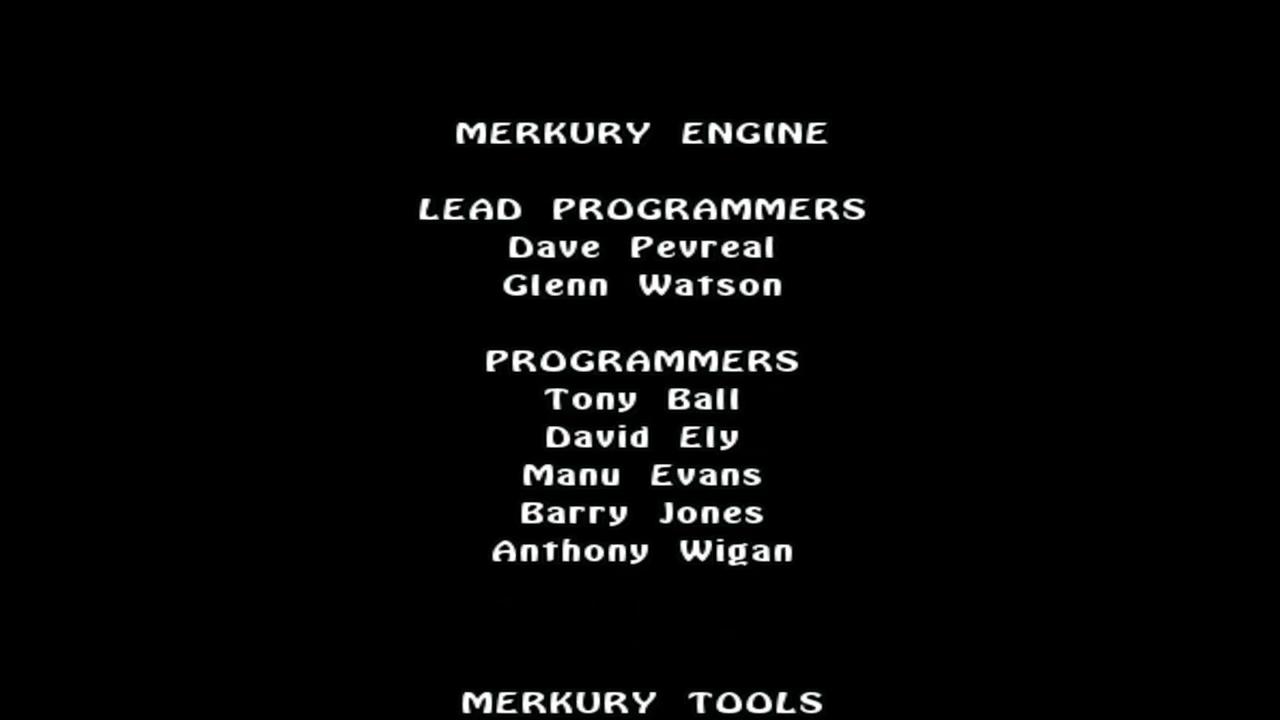 MERKURY ENGINE
LEAD PROGRAMMERS
Dave Pevreal
Glenn Watson
PROGRAMMERS
Tony Ball
David Ely
Manu Evans
Barry Jones
Anthony Wigan
MERKURY TOOLS